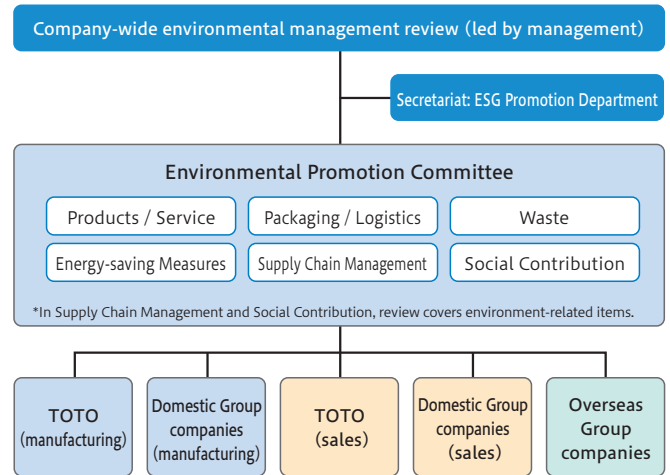 Company-wide environmental management review (led by management)
Secretariat: ESG Promotion Department
Environmental Promotion Committee
Products / Service
Packaging / Logistics
Waste
Energy-saving Measures
Supply Chain Management
Social Contribution
*In Supply Chain Management and Social Contribution, review covers environment-related items.
TOTO
(manufacturing)
Domestic Group
companies
(manufacturing)
TOTO
(sales)
Domestic Group
companies
(sales)
Overseas
Group
companies